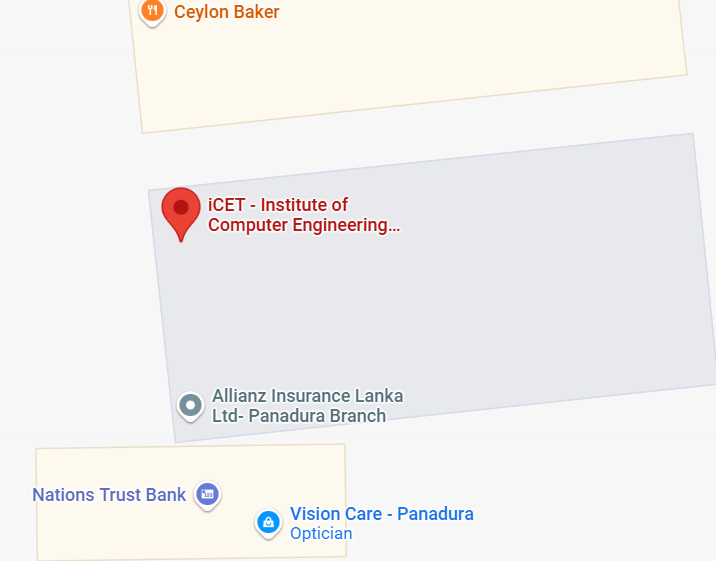 Ceylon Baker
iCET - Institute of
Computer Engineering...
Allianz Insurance Lanka
Ltd- Panadura Branch
Nations Trust Bank
Vision Care - Panadura
Optician